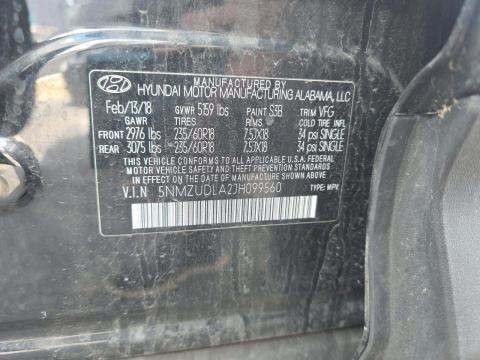 MANUFACTURED BY
HYUNDAI MOTOR MANUFACTURING ALABAMA, LLC
Feb/13/18 GVWR 5159 lbs PAINT S3B TRIM VFG
GAWR TIRES RIMS COLD TIRE INFL
FRONT 2976 lbs 235/60R18 7.5JX18 34 psi SINGLE
REAR 3075 lbs 235/60R18 7.5JX18 34 psi SINGLE
THIS VEHICLE CONFORMS TO ALL APPLICABLE U.S.A. FEDERAL
MOTOR VEHICLE SAFETY, BUMPER, AND THEFT PREVENTION
STANDARDS IN EFFECT ON THE DATE OF MANUFACTURE SHOWN ABOVE.
V.I.N 5NMZUDLA2JH099560 TYPE: MPV